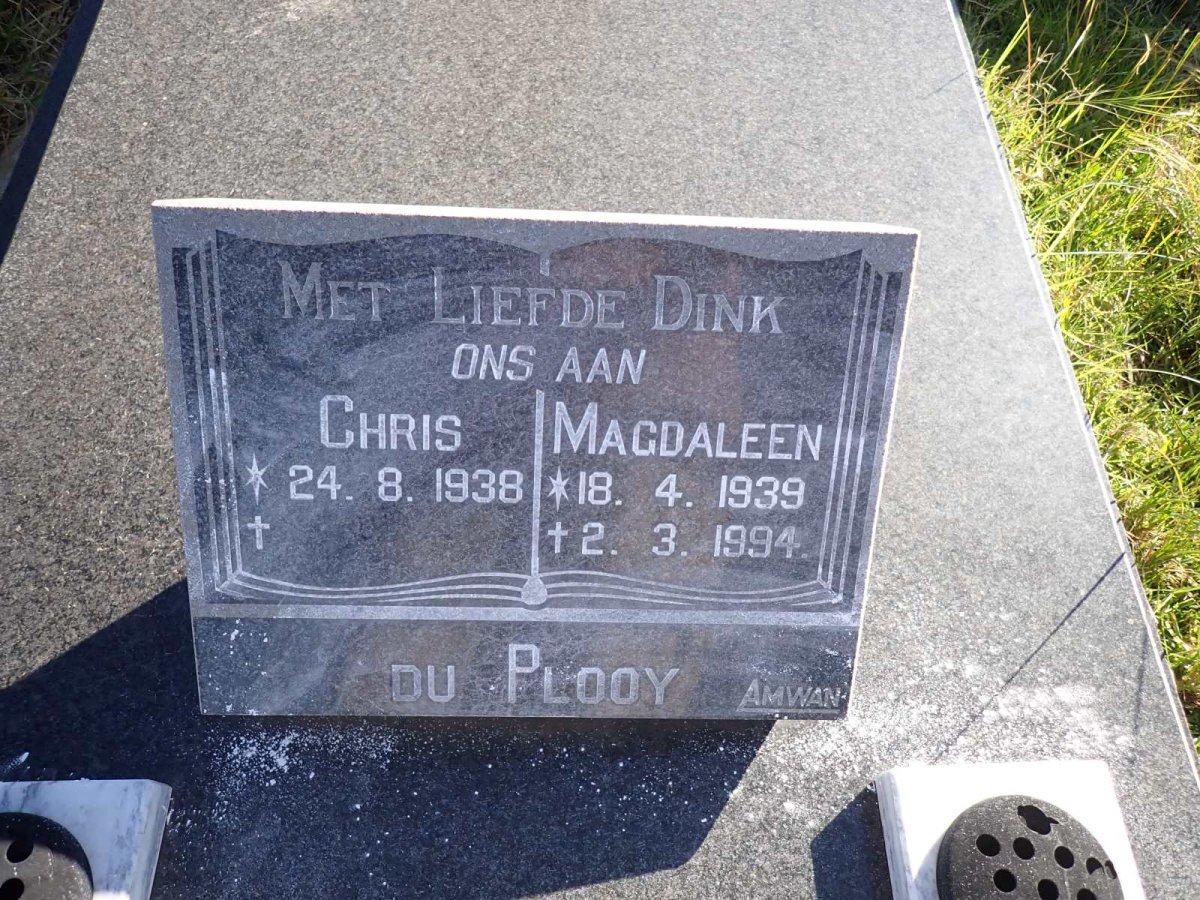 MET LIEFDE DINK
ONS AAN
CHRIS
* 24. 8. 1938
†
MAGDALEEN
* 18. 4. 1939
† 2. 3. 1994.
DU PLOOY
AMWAN